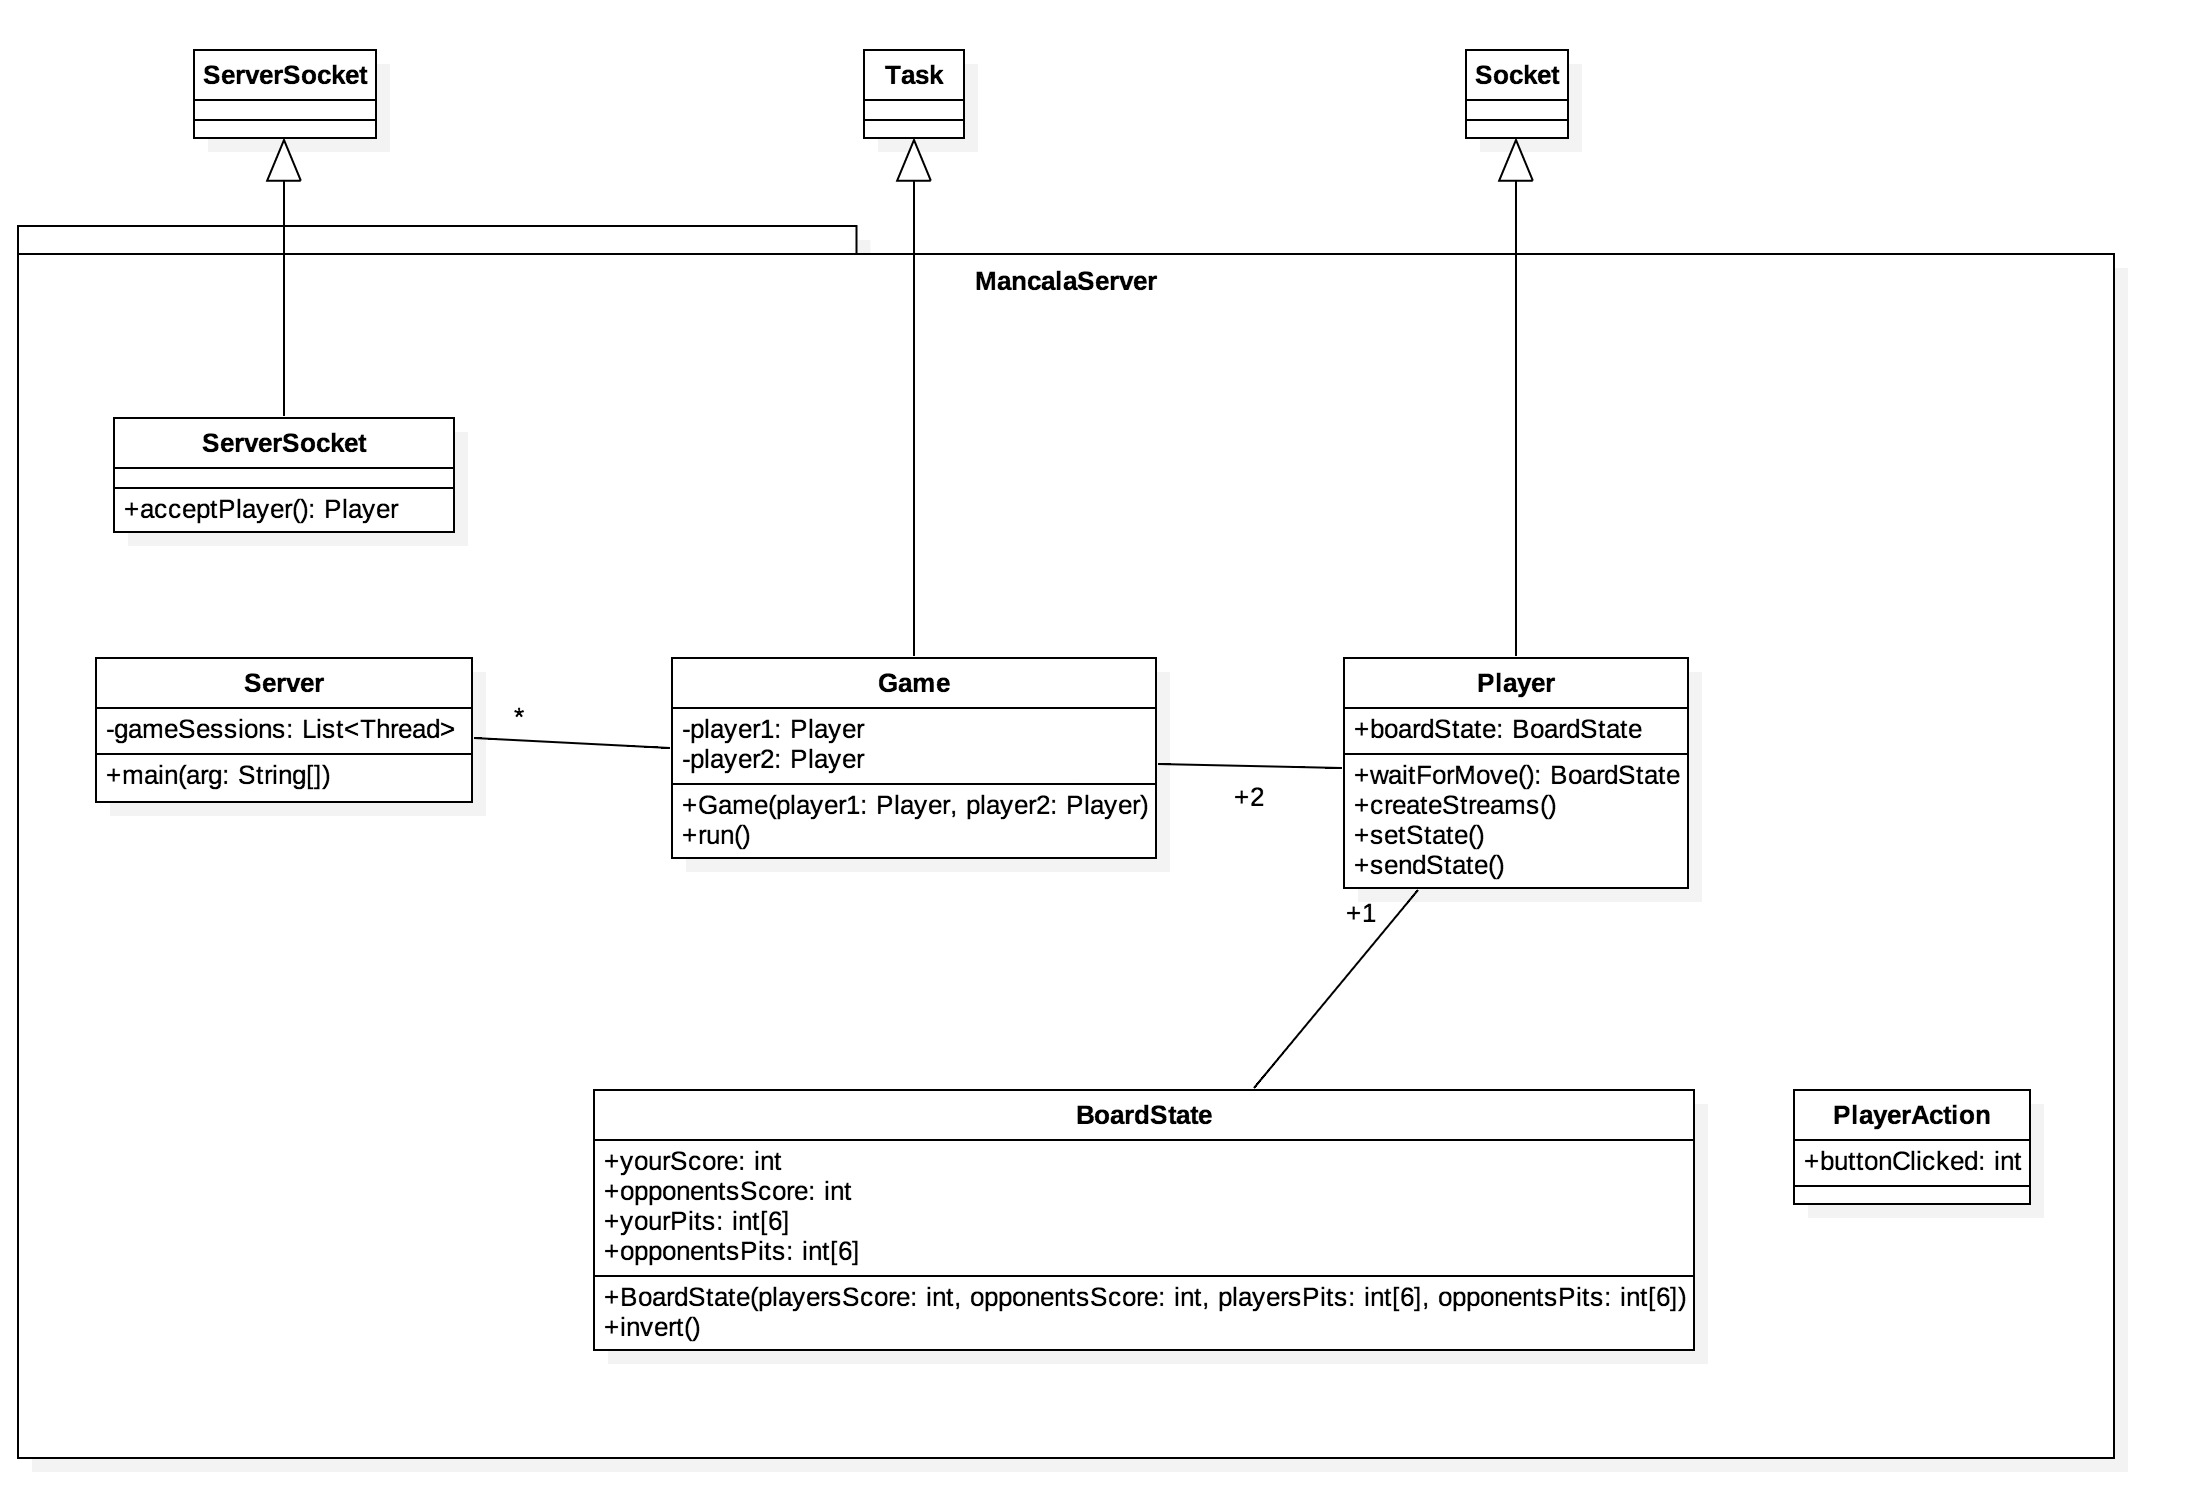 ServerSocket
Task
Socket
MancalaServer
ServerSocket
+acceptPlayer(): Player
Server
-gameSessions: List<Thread>
+main(arg: String[])
*
Game
-player1: Player
-player2: Player
+Game(player1: Player, player2: Player)
+run()
+2
Player
+boardState: BoardState
+waitForMove(): BoardState
+createStreams()
+setState()
+sendState()
+1
BoardState
+yourScore: int
+opponentsScore: int
+yourPits: int[6]
+opponentsPits: int[6]
+BoardState(playersScore: int, opponentsScore: int, playersPits: int[6], opponentsPits: int[6])
+invert()
PlayerAction
+buttonClicked: int